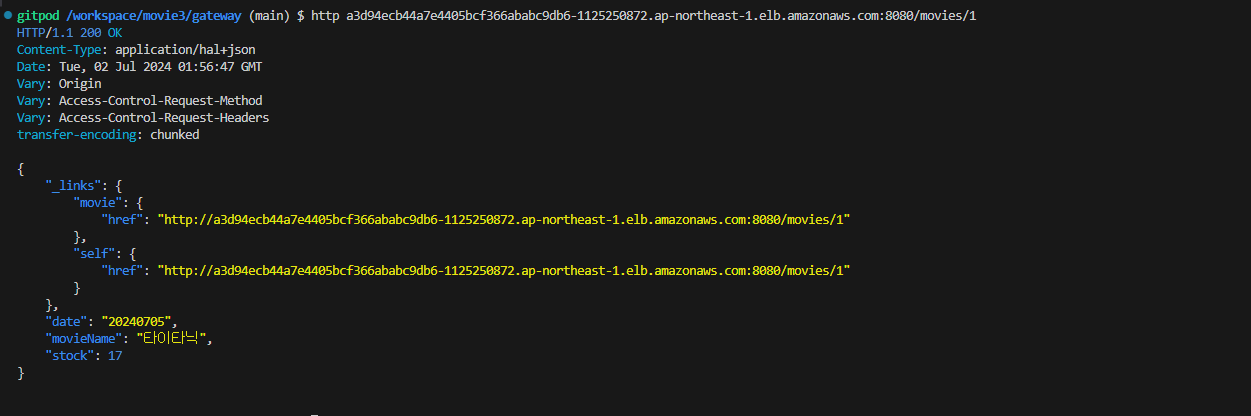 gitpod /workspace/movie3/gateway (main) $ http a3d94ecb44a7e4405bcf366ababc9db6-1125250872.ap-northeast-1.elb.amazonaws.com:8080/movies/1
HTTP/1.1 200 OK
Content-Type: application/hal+json
Date: Tue, 02 Jul 2024 01:56:47 GMT
Vary: Origin
Vary: Access-Control-Request-Method
Vary: Access-Control-Request-Headers
transfer-encoding: chunked
{
"_links": {
"movie": {
"href": "http://a3d94ecb44a7e4405bcf366ababc9db6-1125250872.ap-northeast-1.elb.amazonaws.com:8080/movies/1"
},
"self": {
"href": "http://a3d94ecb44a7e4405bcf366ababc9db6-1125250872.ap-northeast-1.elb.amazonaws.com:8080/movies/1"
}
},
"date": "20240705",
"movieName": "타이타닉",
"stock": 17
}